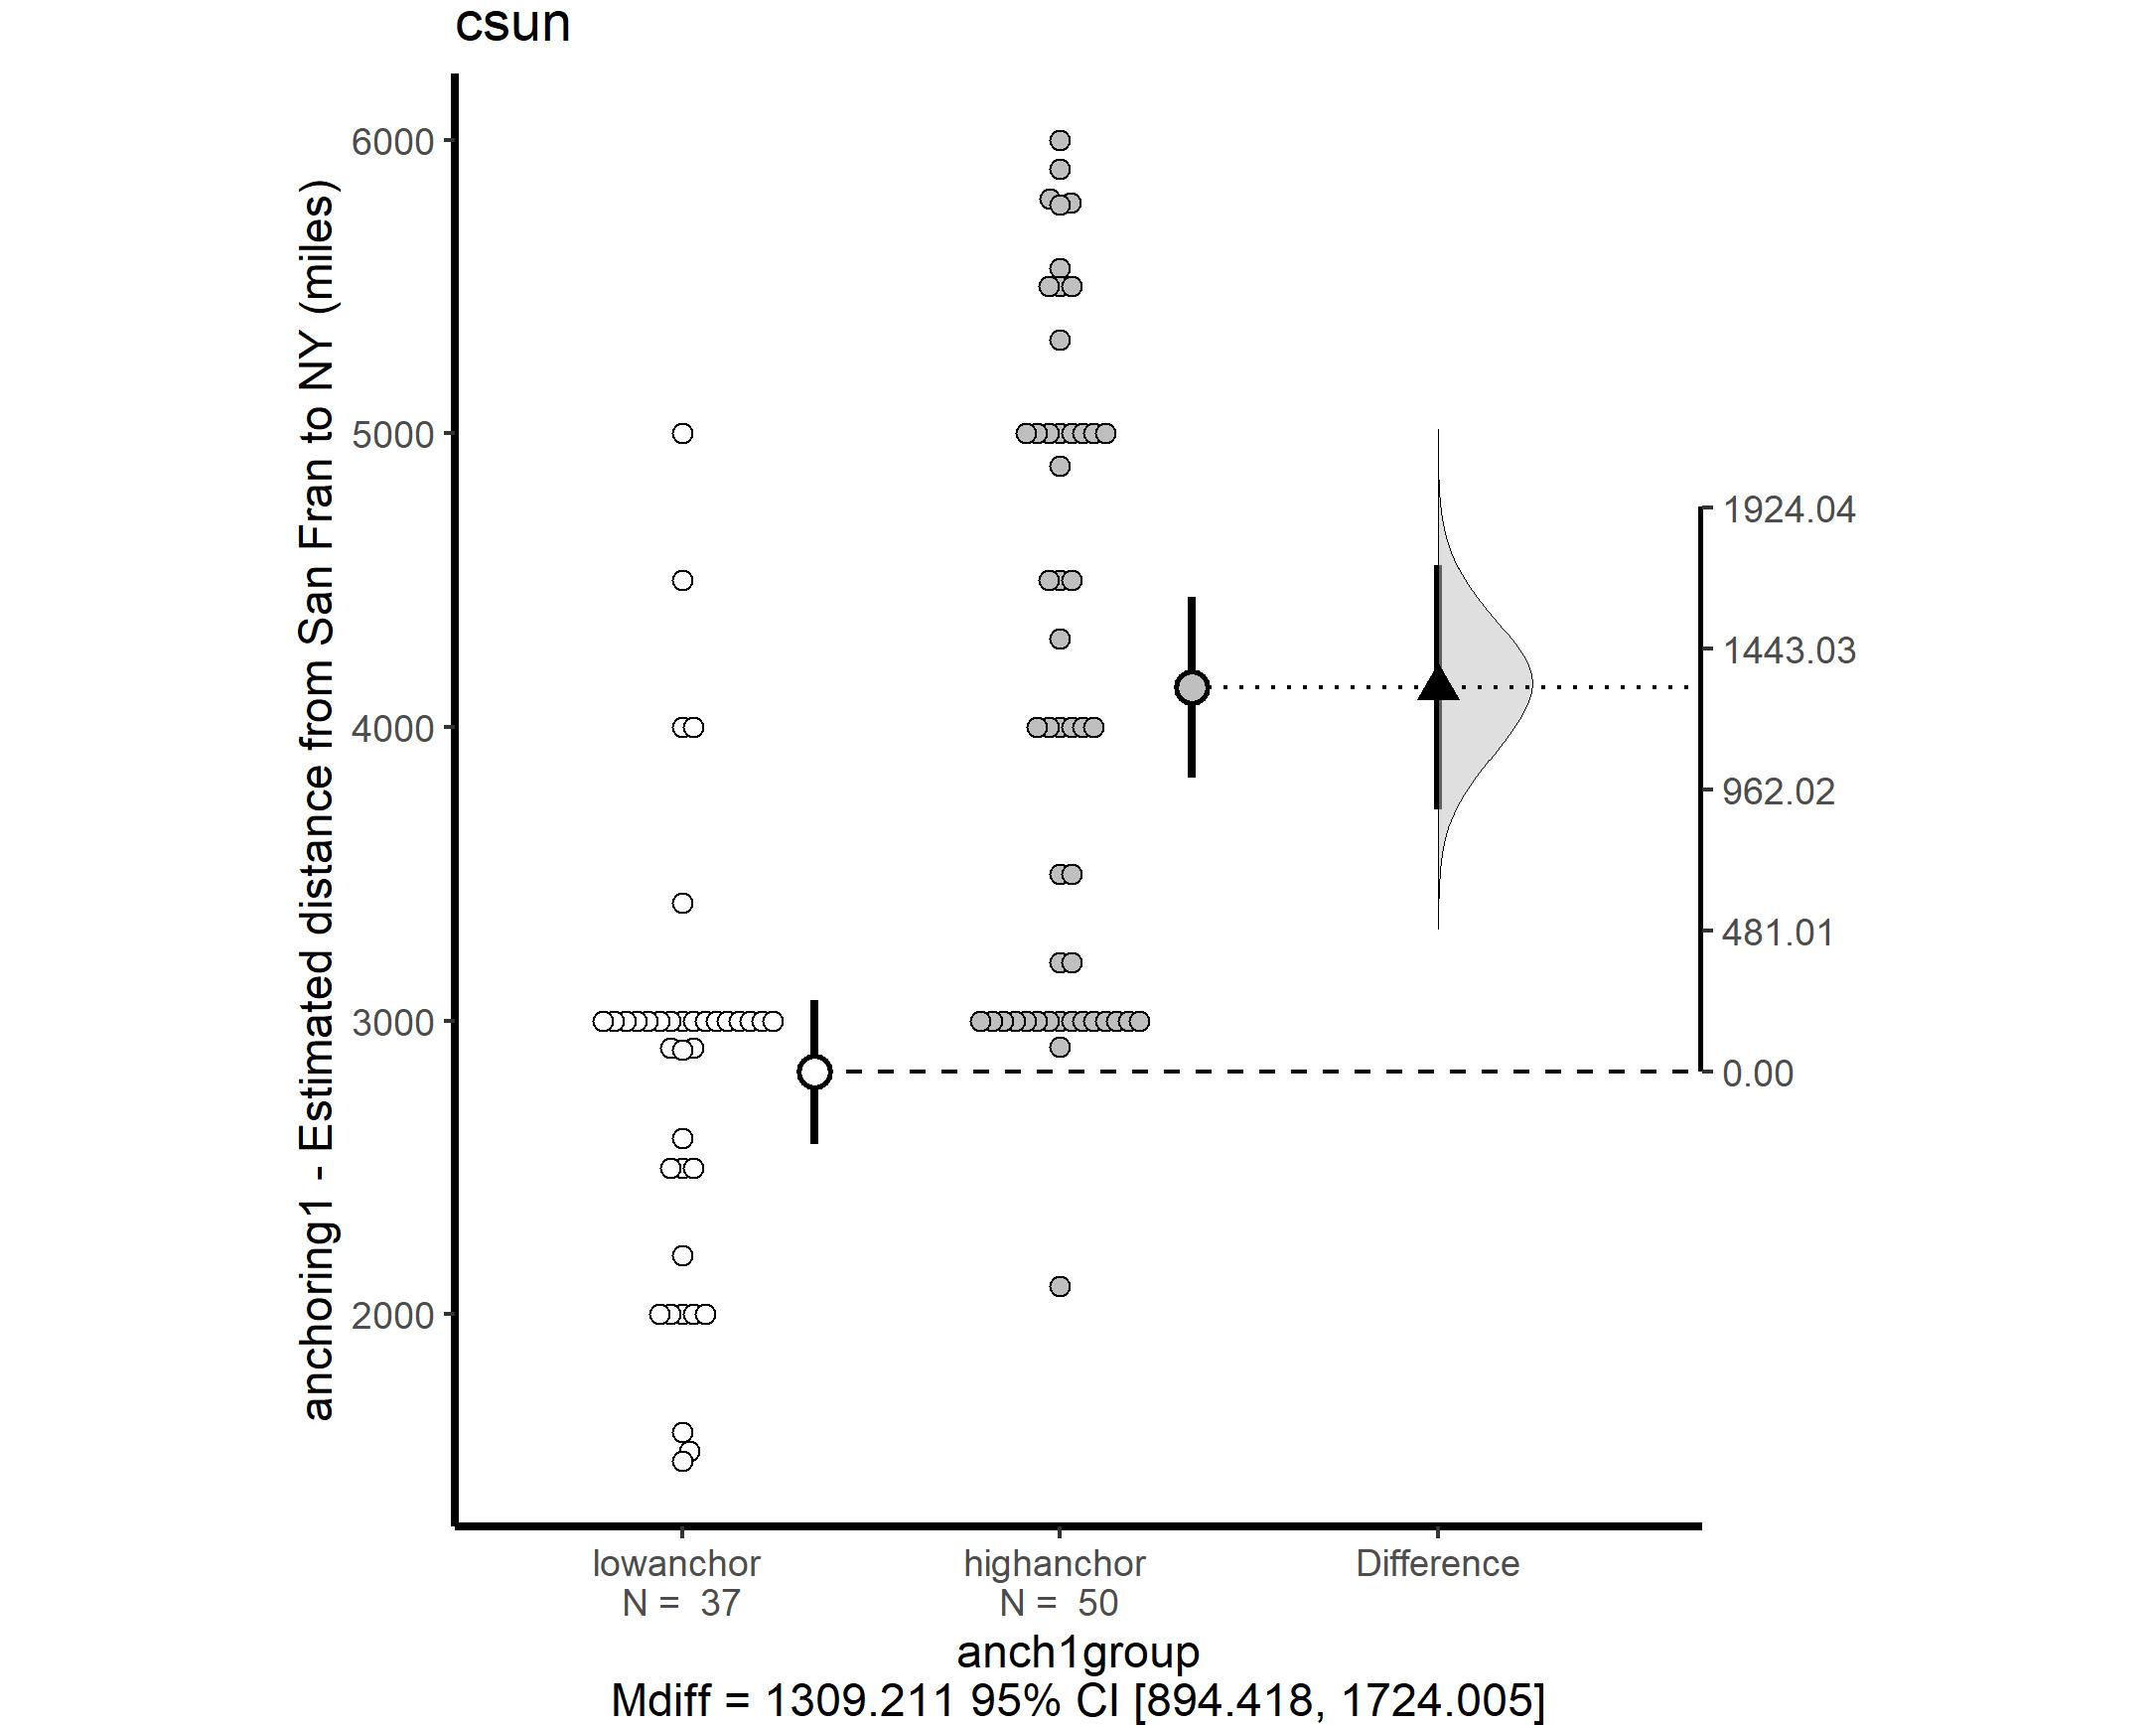 csun
anchoring1 - Estimated distance from San Fran to NY (miles)
6000
5000
4000
3000
2000
1924.04
1443.03
962.02
481.01
0.00
lowanchor
N =  37
highanchor
N =  50
Difference
anch1group
Mdiff = 1309.211 95% CI [894.418, 1724.005]